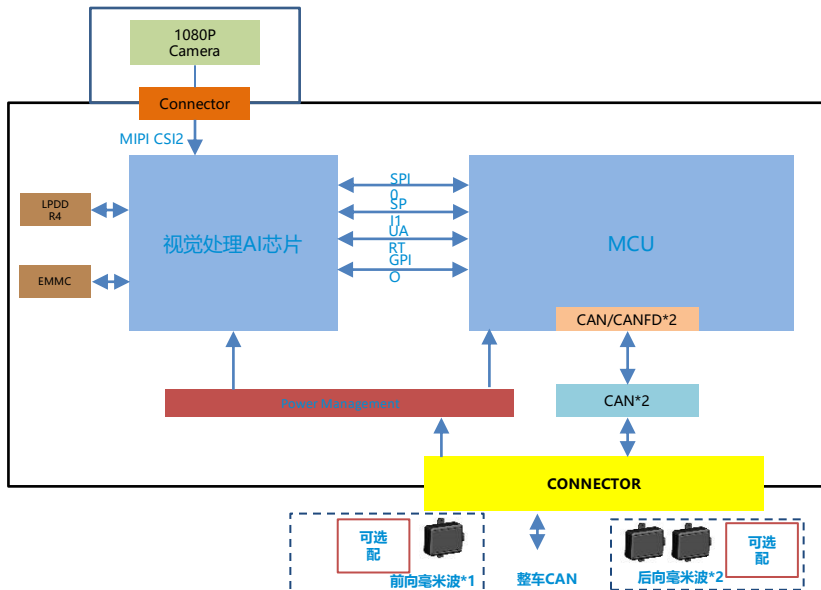 1080P
Camera
Connector
MIPI CSI2
LPDD
R4
EMMC
视觉处理AI芯片
SPI
0
SP
I1
UA
RT
GPI
O
MCU
CAN/CANFD*2
Power Management
CAN*2
CONNECTOR
可选
配
前向毫米波*1
整车CAN
后向毫米波*2
可选
配